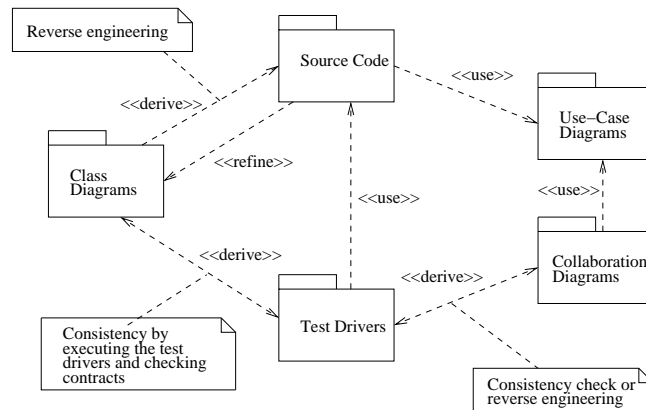 Reverse engineering
Source Code
<<use>>
<<derive>>
Use−Case
Diagrams
<<refine>>
Class
Diagrams
<<use>>
<<use>>
<<derive>>
<<derive>>
Collaboration
Diagrams
Test Drivers
Consistency by
executing the test
drivers and checking
contracts
Consistency check or
reverse engineering